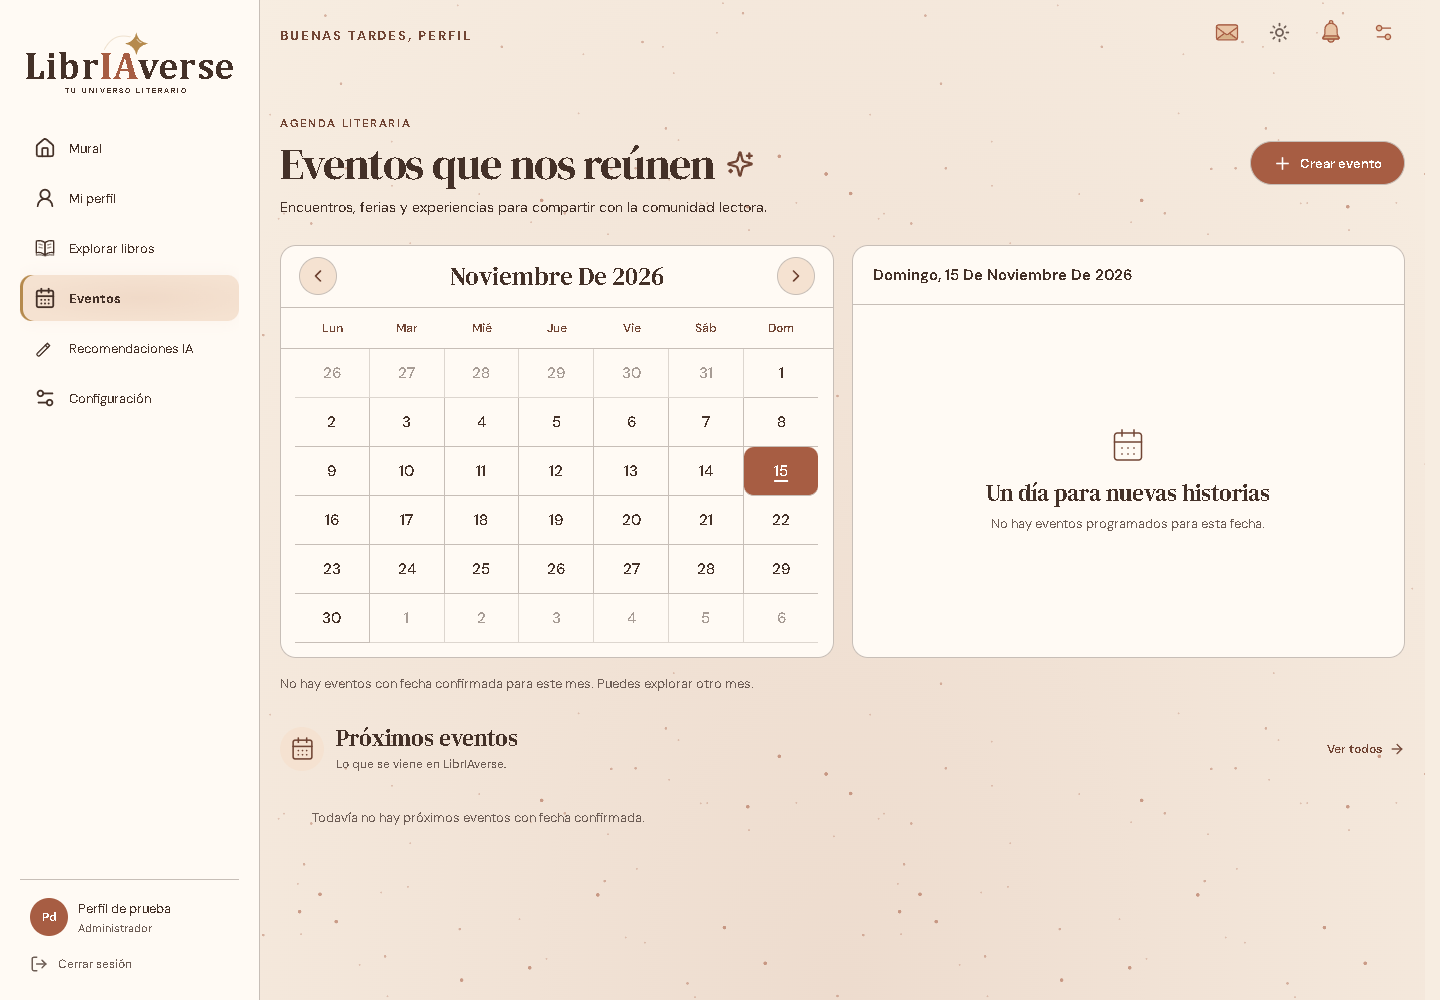 LibrIAverse
TU UNIVERSO LITERARIO
Mural
Mi perfil
Explorar libros
Eventos
Recomendaciones IA
Configuración
Pd
Perfil de prueba
Administrador
Cerrar sesión
BUENAS TARDES, PERFIL
AGENDA LITERARIA
Eventos que nos reúnen
Encuentros, ferias y experiencias para compartir con la comunidad lectora.
Crear evento
Noviembre De 2026
Lun Mar Mié Jue Vie Sáb Dom
26 27 28 29 30 31 1
2 3 4 5 6 7 8
9 10 11 12 13 14 15
16 17 18 19 20 21 22
23 24 25 26 27 28 29
30 1 2 3 4 5 6
Domingo, 15 De Noviembre De 2026
Un día para nuevas historias
No hay eventos programados para esta fecha.
No hay eventos con fecha confirmada para este mes. Puedes explorar otro mes.
Próximos eventos
Lo que se viene en LibrIAverse.
Ver todos
Todavía no hay próximos eventos con fecha confirmada.